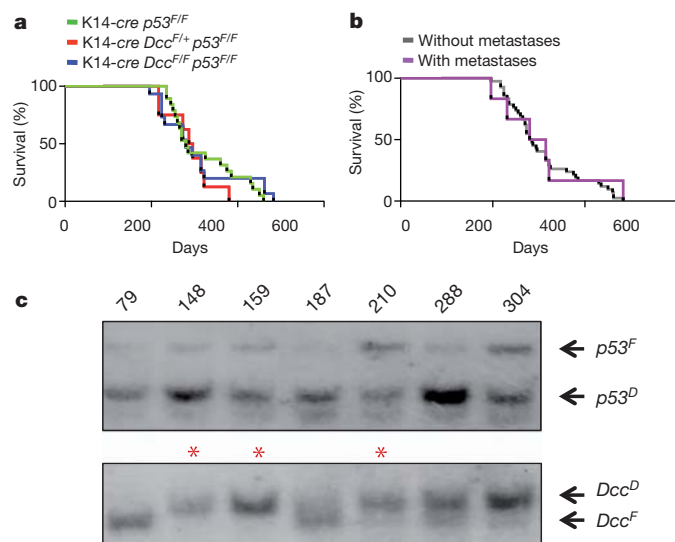 a
K14-cre p53F/F
K14-cre DccF/+ p53F/F
K14-cre DccF/F p53F/F
Survival (%)
100
50
0
0 200 400 600
Days
b
Without metastases
With metastases
Survival (%)
100
50
0
0 200 400 600
Days
c
79 148 159 187 210 288 304
p53F
p53D
* * *
DccD
DccF